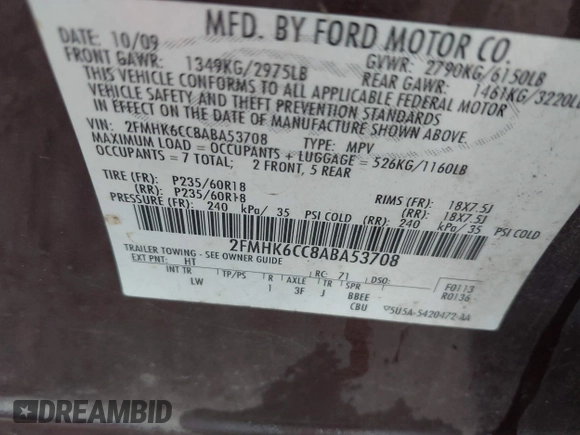 MFD. BY FORD MOTOR CO.
DATE: 10/09 GVWR: 2790KG/6150LB
FRONT GAWR: 1349KG/2975LB REAR GAWR: 1461KG/3220LB
THIS VEHICLE CONFORMS TO ALL APPLICABLE FEDERAL MOTOR
VEHICLE SAFETY AND THEFT PREVENTION STANDARDS
IN EFFECT ON THE DATE OF MANUFACTURE SHOWN ABOVE.
VIN: 2FMHK6CC8ABA53708 TYPE: MPV
MAXIMUM LOAD = OCCUPANTS + LUGGAGE = 526KG/1160LB
OCCUPANTS = 7 TOTAL; 2 FRONT, 5 REAR
TIRE (FR): P235/60R18 RIMS (FR): 18X7.5J
(RR): P235/60R18 (RR): 18X7.5J
PRESSURE (FR): 240 kPa/ 35 PSI COLD (RR): 240 kPa/ 35 PSI COLD
2FMHK6CC8ABA53708
TRAILER TOWING - SEE OWNER GUIDE
EXT PNT: HT RC: 71 DSO: F0113
INT TR TP/PS R AXLE TR SPR R0136
LW 1 3F J BBEE
CBU 5U5A-5420472-AA
DREAMBID